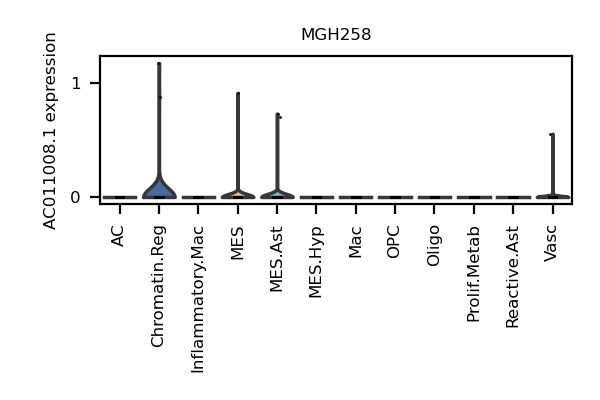 MGH258
AC011008.1 expression
1
0
AC
Chromatin.Reg
Inflammatory.Mac
MES
MES.Ast
MES.Hyp
Mac
OPC
Oligo
Prolif.Metab
Reactive.Ast
Vasc